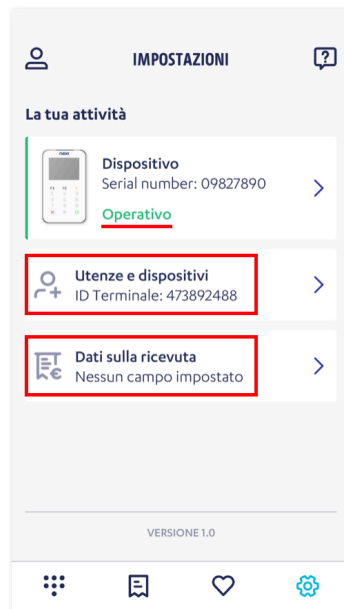 IMPOSTAZIONI
La tua attività
Dispositivo
Serial number: 09827890
Operativo
Utenze e dispositivi
ID Terminale: 473892488
Dati sulla ricevuta
Nessun campo impostato
VERSIONE 1.0